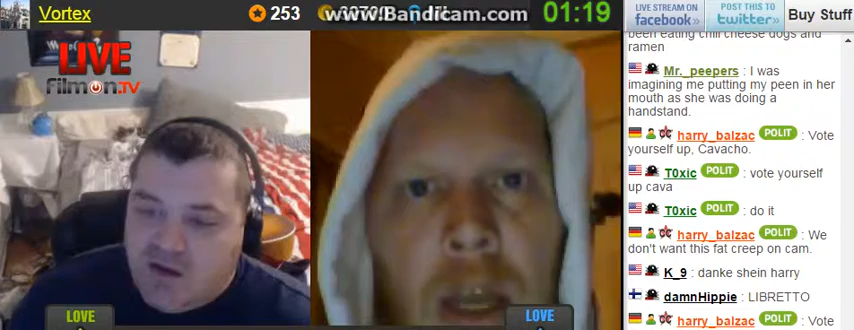 Vortex
253
www.Bandicam.com
01:19
LIVE STREAM ON
facebook»
POST THIS TO
twitter»
Buy Stuff
LIVE
FilmOn.TV
LOVE
LOVE
been eating chili cheese dogs and
ramen
Mr._peepers : I was
imagining me putting my peen in her
mouth as she was doing a
handstand.
harry_balzac POLIT : Vote
yourself up, Cavacho.
T0xic POLIT : vote yourself
up cava
T0xic POLIT : do it
harry_balzac POLIT : We
don't want this fat creep on cam.
K_9 : danke shein harry
damnHippie : LIBRETTO
harry_balzac POLIT : Vote